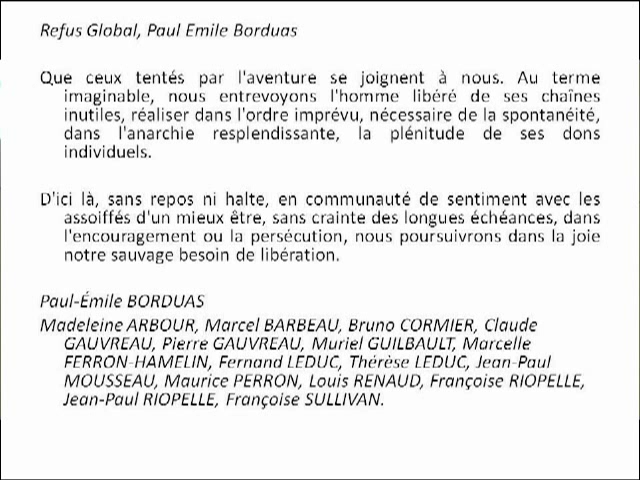 Refus Global, Paul Emile Borduas
Que ceux tentés par l'aventure se joignent à nous. Au terme
imaginable, nous entrevoyons l'homme libéré de ses chaînes
inutiles, réaliser dans l'ordre imprévu, nécessaire de la spontanéité,
dans l'anarchie resplendissante, la plénitude de ses dons
individuels.
D'ici là, sans repos ni halte, en communauté de sentiment avec les
assoiffés d'un mieux être, sans crainte des longues échéances, dans
l'encouragement ou la persécution, nous poursuivrons dans la joie
notre sauvage besoin de libération.
Paul-Émile BORDUAS
Madeleine ARBOUR, Marcel BARBEAU, Bruno CORMIER, Claude
GAUVREAU, Pierre GAUVREAU, Muriel GUILBAULT, Marcelle
FERRON-HAMELIN, Fernand LEDUC, Thérèse LEDUC, Jean-Paul
MOUSSEAU, Maurice PERRON, Louis RENAUD, Françoise RIOPELLE,
Jean-Paul RIOPELLE, Françoise SULLIVAN.